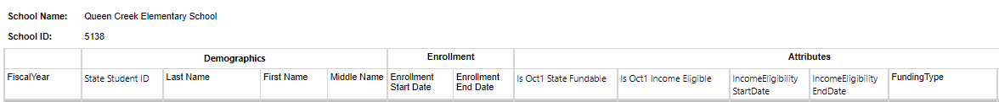 School Name: Queen Creek Elementary School
School ID: 5138
Demographics Enrollment Attributes
FiscalYear State Student ID Last Name First Name Middle Name Enrollment Start Date Enrollment End Date Is Oct1 State Fundable Is Oct1 Income Eligible IncomeEligibility StartDate IncomeEligibility EndDate FundingType